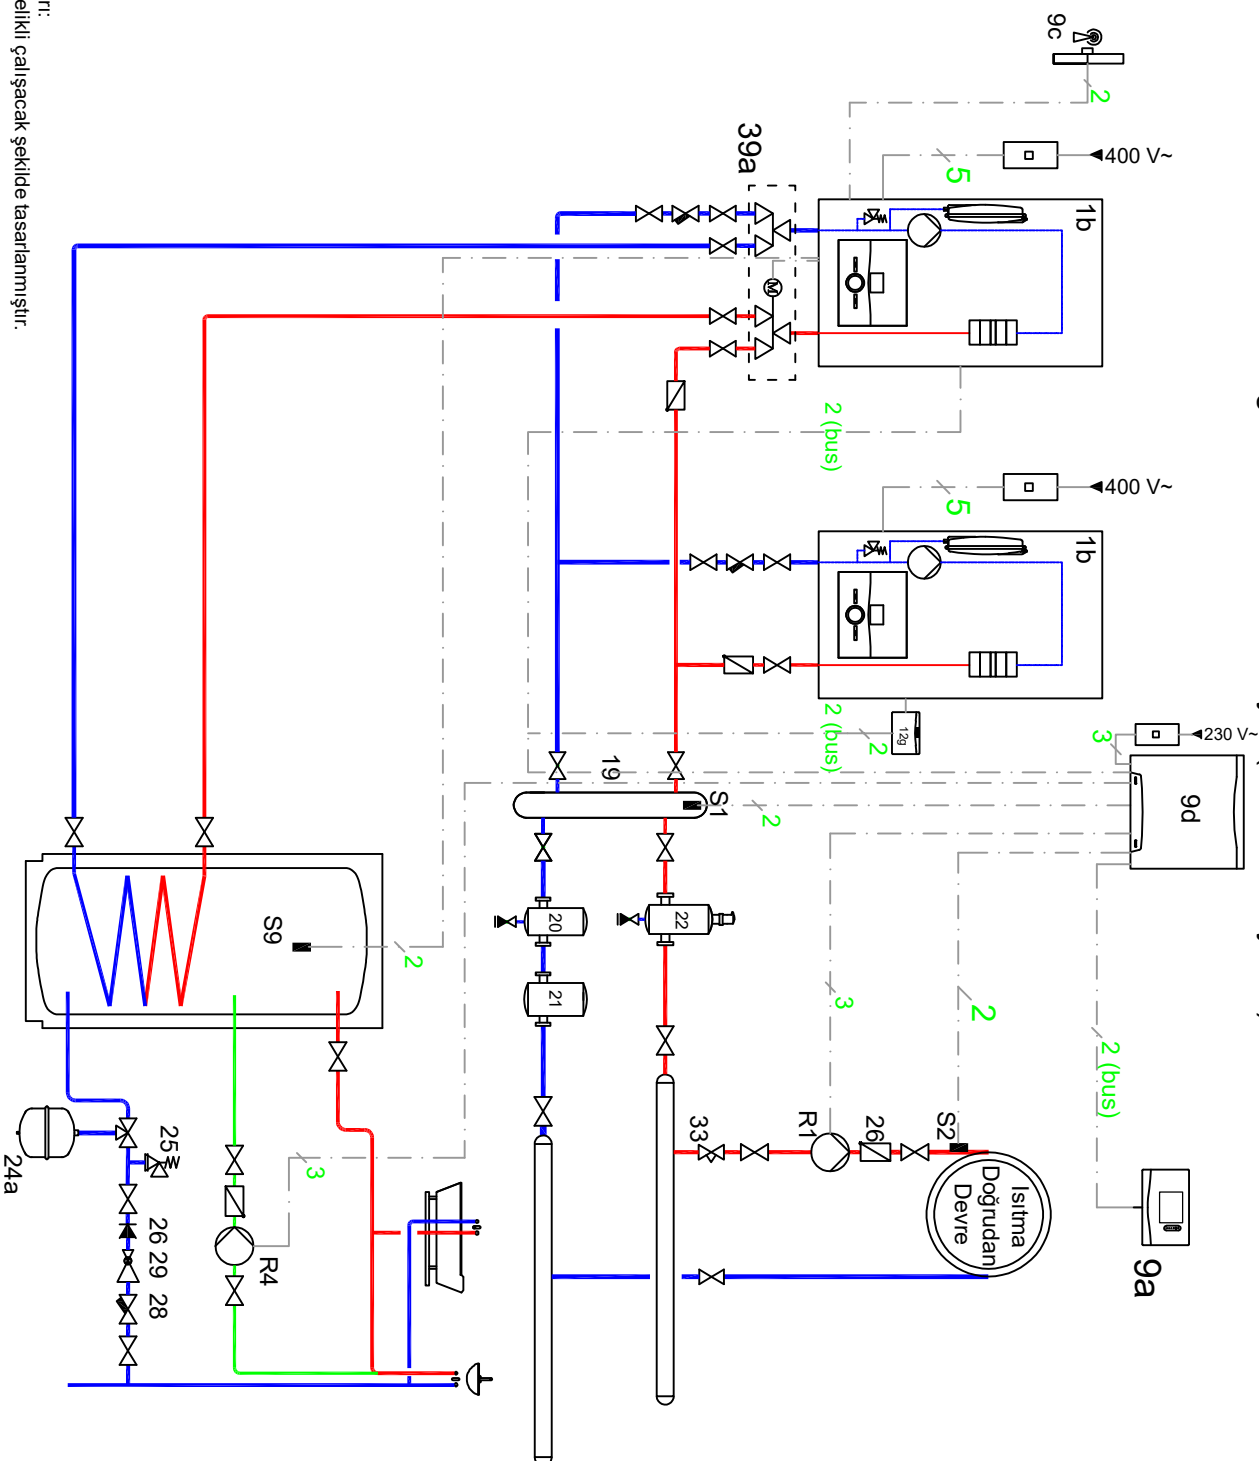 rı:
elikli çalışacak şekilde tasarlanmıştır.
9c
2
400 V~
5
39a
1b
M
2 (bus)
400 V~
5
1b
2 (bus)
12g
2
230 V~
3
9d
19
S1
2
S9
2
20
22
21
3
2
2 (bus)
33
R1
26
S2
Isıtma
Doğrudan
Devre
9a
24a
25
3
26 29 28
R4